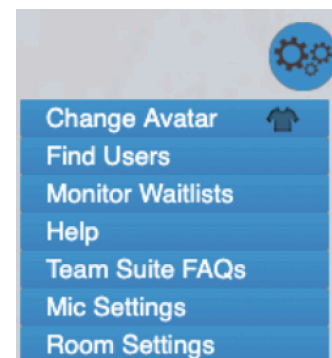 Change Avatar
Find Users
Monitor Waitlists
Help
Team Suite FAQs
Mic Settings
Room Settings